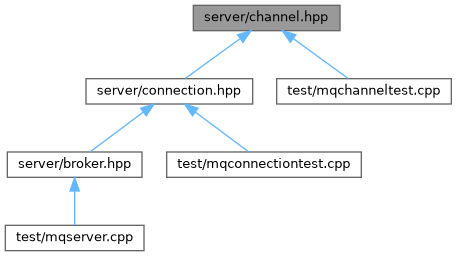 server/channel.hpp
server/connection.hpp
test/mqchanneltest.cpp
server/broker.hpp
test/mqconnectiontest.cpp
test/mqserver.cpp